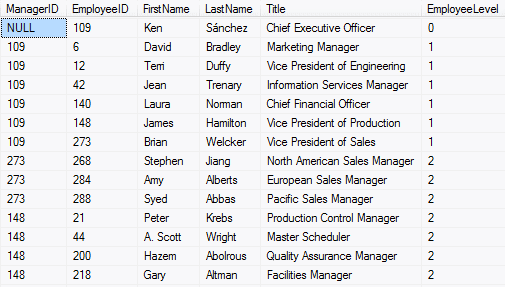 ManagerID EmployeeID FirstName LastName Title EmployeeLevel
NULL 109 Ken Sánchez Chief Executive Officer 0
109 6 David Bradley Marketing Manager 1
109 12 Terri Duffy Vice President of Engineering 1
109 42 Jean Trenary Information Services Manager 1
109 140 Laura Norman Chief Financial Officer 1
109 148 James Hamilton Vice President of Production 1
109 273 Brian Welcker Vice President of Sales 1
273 268 Stephen Jiang North American Sales Manager 2
273 284 Amy Alberts European Sales Manager 2
273 288 Syed Abbas Pacific Sales Manager 2
148 21 Peter Krebs Production Control Manager 2
148 44 A. Scott Wright Master Scheduler 2
148 200 Hazem Abolrous Quality Assurance Manager 2
148 218 Gary Altman Facilities Manager 2